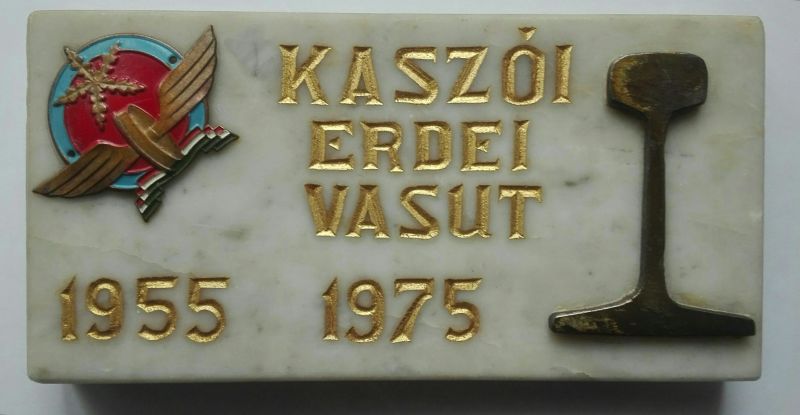 KASZÓI
ERDEI
VASUT
1955 1975